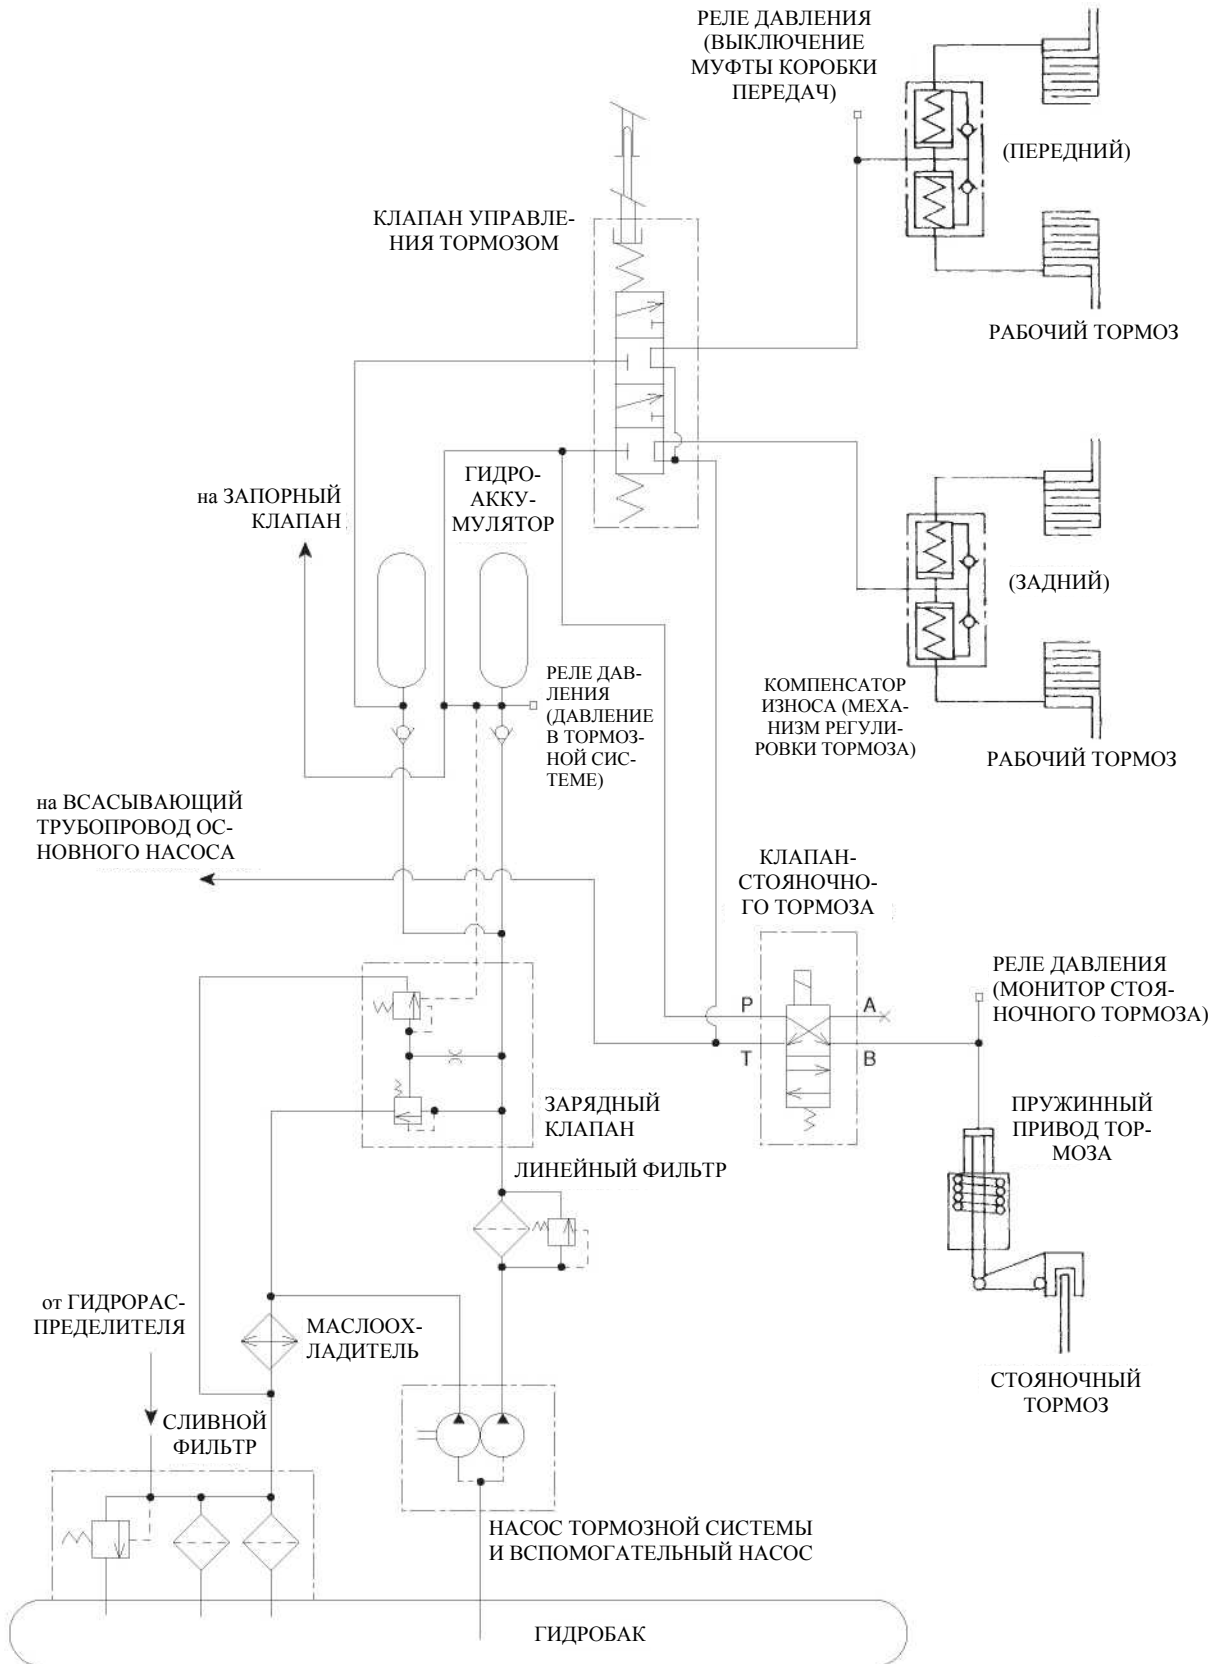 РЕЛЕ ДАВЛЕНИЯ
(ВЫКЛЮЧЕНИЕ
МУФТЫ КОРОБКИ
ПЕРЕДАЧ)
(ПЕРЕДНИЙ)
КЛАПАН УПРАВЛЕ-
НИЯ ТОРМОЗОМ
РАБОЧИЙ ТОРМОЗ
ГИДРО-
АККУ-
МУЛЯТОР
на ЗАПОРНЫЙ
КЛАПАН
(ЗАДНИЙ)
РЕЛЕ ДАВ-
ЛЕНИЯ
(ДАВЛЕНИЕ
В ТОРМОЗ-
НОЙ СИС-
ТЕМЕ)
КОМПЕНСАТОР
ИЗНОСА (МЕХА-
НИЗМ РЕГУЛИ-
РОВКИ ТОРМОЗА)
РАБОЧИЙ ТОРМОЗ
на ВСАСЫВАЮЩИЙ
ТРУБОПРОВОД ОС-
НОВНОГО НАСОСА
КЛАПАН-
СТОЯНОЧНО-
ГО ТОРМОЗА
РЕЛЕ ДАВЛЕНИЯ
(МОНИТОР СТОЯ-
НОЧНОГО ТОРМОЗА)
P
A
T
B
ЗАРЯДНЫЙ
КЛАПАН
ПРУЖИННЫЙ
ПРИВОД ТОР-
МОЗА
ЛИНЕЙНЫЙ ФИЛЬТР
от ГИДРОРАС-
ПРЕДЕЛИТЕЛЯ
МАСЛООХ-
ЛАДИТЕЛЬ
СТОЯНОЧНЫЙ
ТОРМОЗ
СЛИВНОЙ
ФИЛЬТР
НАСОС ТОРМОЗНОЙ СИСТЕМЫ
И ВСПОМОГАТЕЛЬНЫЙ НАСОС
ГИДРОБАК